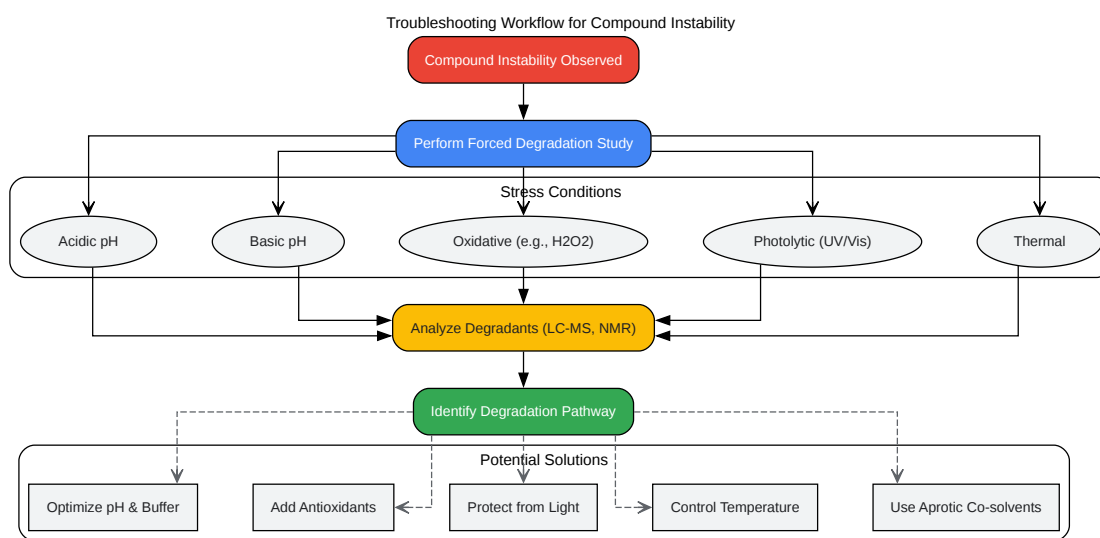 Troubleshooting Workflow for Compound Instability
Compound Instability Observed
Perform Forced Degradation Study
Stress Conditions
Acidic pH
Basic pH
Oxidative (e.g., H2O2)
Photolytic (UV/Vis)
Thermal
Analyze Degradants (LC-MS, NMR)
Identify Degradation Pathway
Potential Solutions
Optimize pH & Buffer
Add Antioxidants
Protect from Light
Control Temperature
Use Aprotic Co-solvents